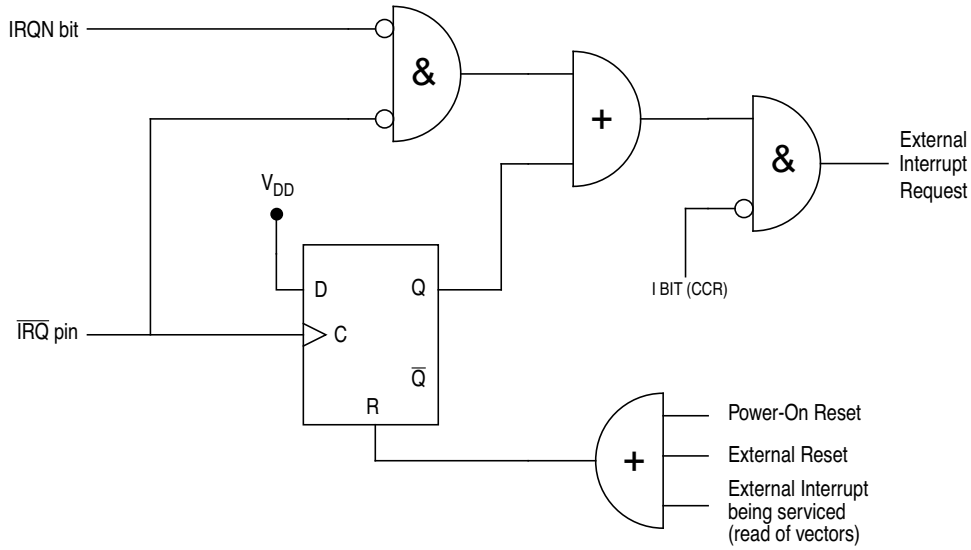 IRQN bit
&
+
&
External
Interrupt
Request
VDD
I BIT (CCR)
D
Q
IRQ pin
C
Q
R
+
Power-On Reset
External Reset
External Interrupt
being serviced
(read of vectors)